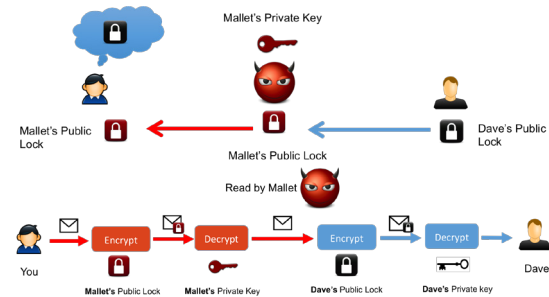 Mallet's Private Key
Mallet's Public
Lock
Dave's Public
Lock
Mallet's Public Lock
Read by Mallet
Encrypt
Decrypt
Encrypt
Decrypt
You
Dave
Mallet's Public Lock
Mallet's Private Key
Dave's Public Lock
Dave's Private key